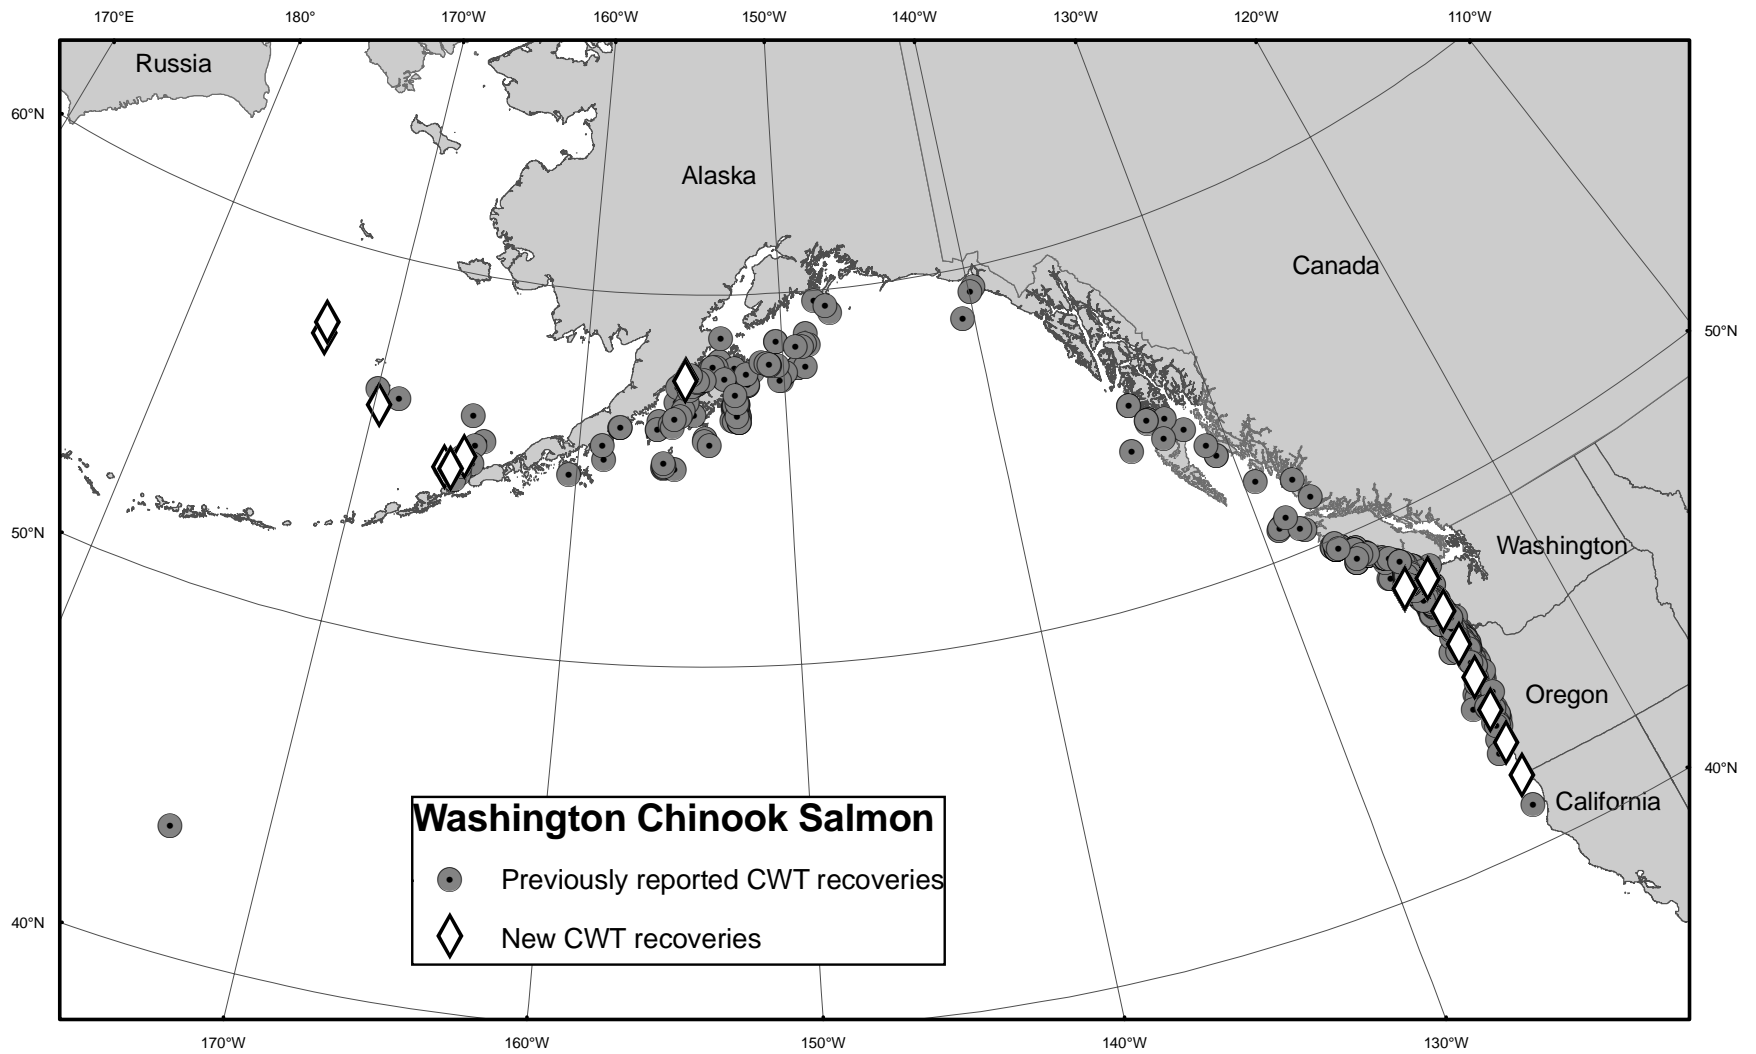 170°E 180° 170°W 160°W 150°W 140°W 130°W 120°W 110°W
Russia
60°N
Alaska
Canada
50°N
50°N
Washington
Oregon
40°N
California
Washington Chinook Salmon
Previously reported CWT recoveries
40°N
New CWT recoveries
170°W 160°W 150°W 140°W 130°W